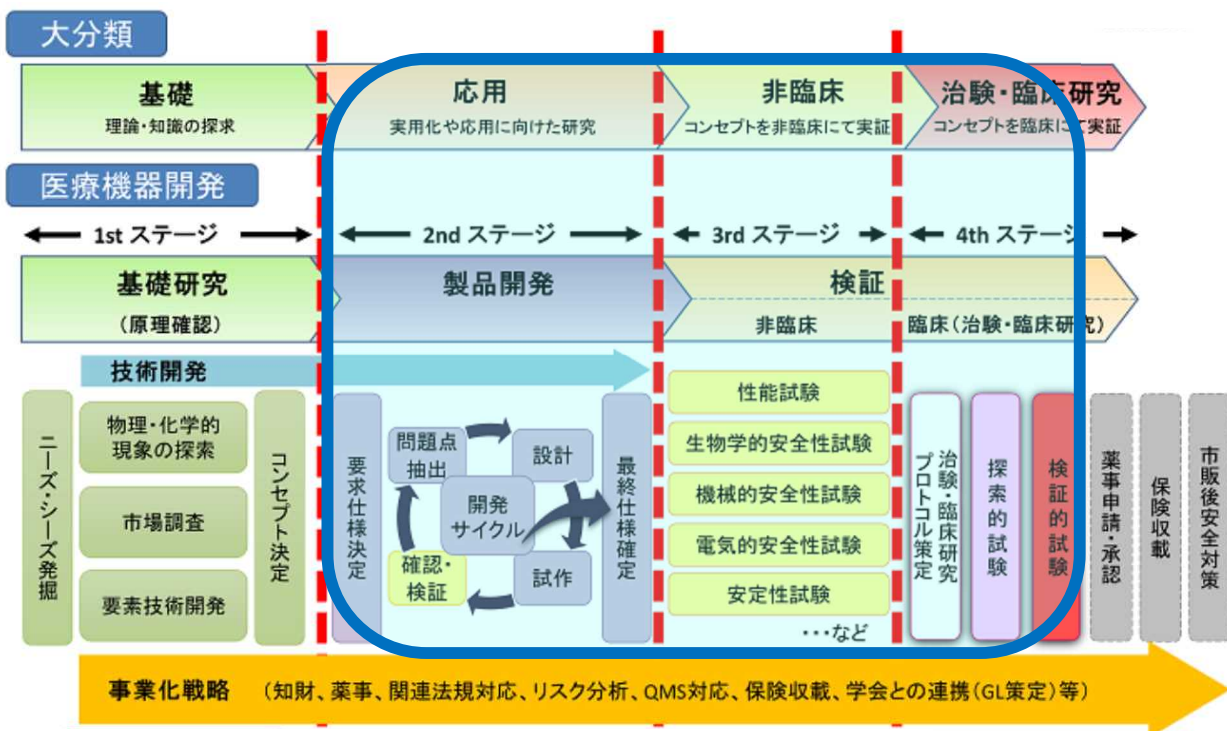 大分類
基礎
理論・知識の探求
応用
実用化や応用に向けた研究
非臨床
コンセプトを非臨床にて実証
治験・臨床研究
コンセプトを臨床にて実証
医療機器開発
1st ステージ
2nd ステージ
3rd ステージ
4th ステージ
基礎研究
（原理確認）
製品開発
検証
非臨床
臨床（治験・臨床研究）
技術開発
ニーズ・シーズ発掘
物理・化学的
現象の探索
市場調査
要素技術開発
コンセプト決定
要求仕様決定
問題点
抽出
設計
開発
サイクル
確認・
検証
試作
最終仕様確定
性能試験
生物学的安全性試験
機械的安全性試験
電気的安全性試験
安定性試験
・・・など
治験・臨床研究
プロトコル策定
探索的試験
検証的試験
薬事申請・承認
保険収載
市販後安全対策
事業化戦略 （知財、薬事、関連法規対応、リスク分析、QMS対応、保険収載、学会との連携（GL策定）等）